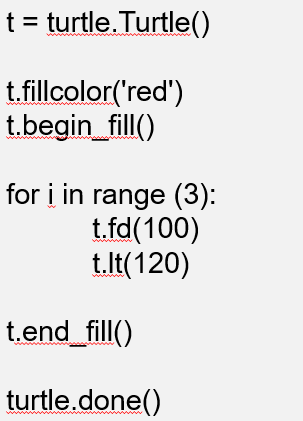 t = turtle.Turtle()
t.fillcolor('red')
t.begin_fill()
for i in range (3):
t.fd(100)
t.lt(120)
t.end_fill()
turtle.done()